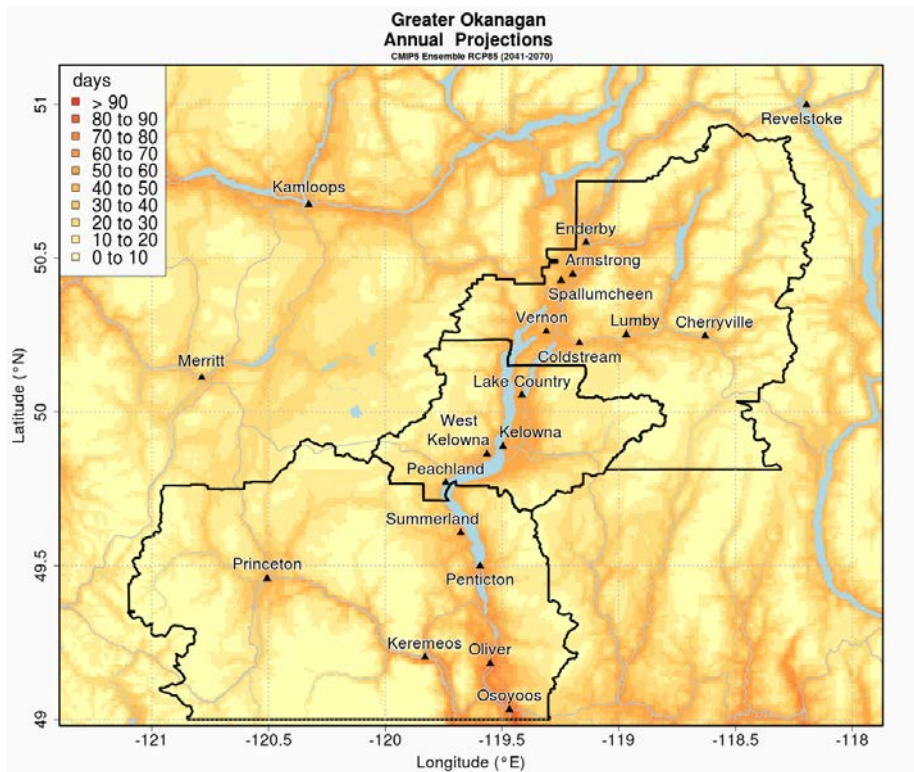 Greater Okanagan
Annual Projections
CMIP5 Ensemble RCP85 (2041-2070)
days
> 90
80 to 90
70 to 80
60 to 70
50 to 60
40 to 50
30 to 40
20 to 30
10 to 20
0 to 10
Revelstoke
Kamloops
Enderby
Armstrong
Spallumcheen
Vernon
Lumby
Cherryville
Coldstream
Merritt
Lake Country
West
Kelowna
Kelowna
Peachland
Summerland
Princeton
Penticton
Keremeos
Oliver
Osoyoos
51
50.5
50
49.5
49
Latitude (°N)
-121
-120.5
-120
-119.5
-119
-118.5
-118
Longitude (°E)